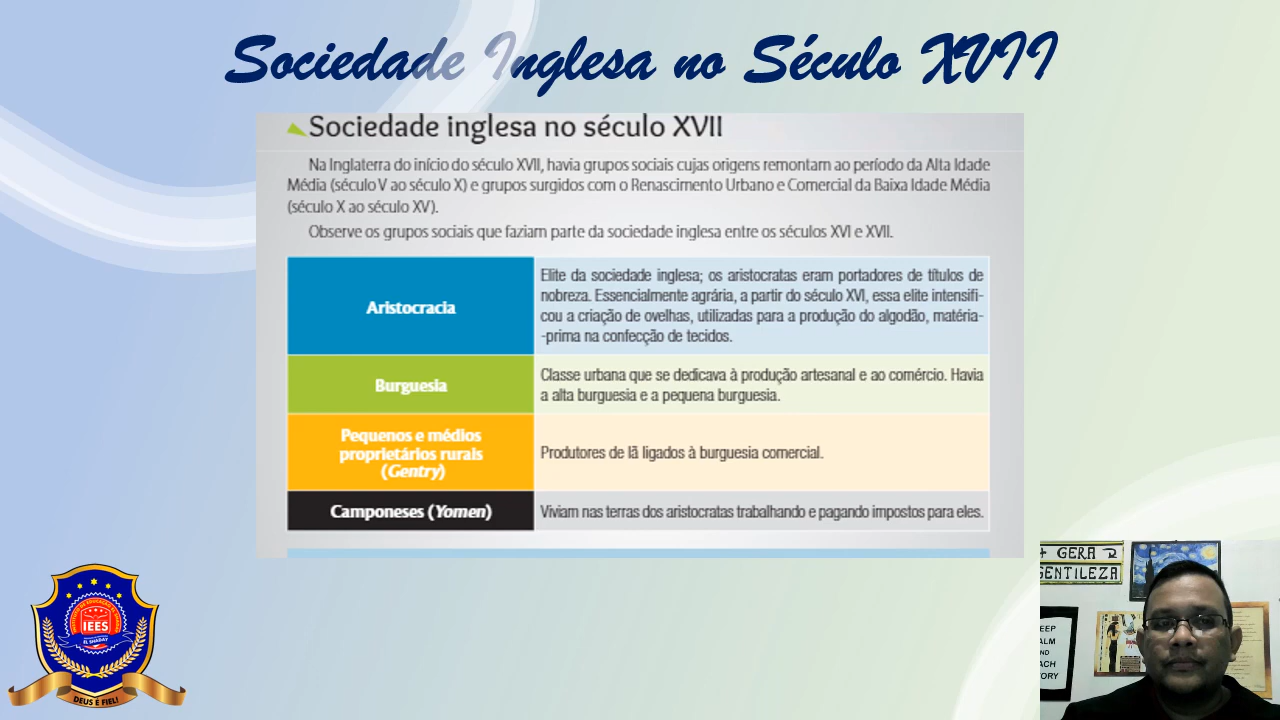 Sociedade Inglesa no Século XVII
Sociedade inglesa no século XVII
Na Inglaterra do início do século XVII, havia grupos sociais cujas origens remontam ao período da Alta Idade
Média (século V ao século X) e grupos surgidos com o Renascimento Urbano e Comercial da Baixa Idade Média
(século X ao século XV).
Observe os grupos sociais que faziam parte da sociedade inglesa entre os séculos XVI e XVII.
Aristocracia
Elite da sociedade inglesa; os aristocratas eram portadores de títulos de
nobreza. Essencialmente agrária, a partir do século XVI, essa elite intensifi-
cou a criação de ovelhas, utilizadas para a produção do algodão, matéria-
-prima na confecção de tecidos.
Burguesia
Classe urbana que se dedicava à produção artesanal e ao comércio. Havia
a alta burguesia e a pequena burguesia.
Pequenos e médios
proprietários rurais
(Gentry)
Produtores de lã ligados à burguesia comercial.
Camponeses (Yomen)
Viviam nas terras dos aristocratas trabalhando e pagando impostos para eles.
IEES
EL SHADAY
DEUS É FIEL!
GERA
GENTILEZA
EEP
ALM
AND
ACH
TORY